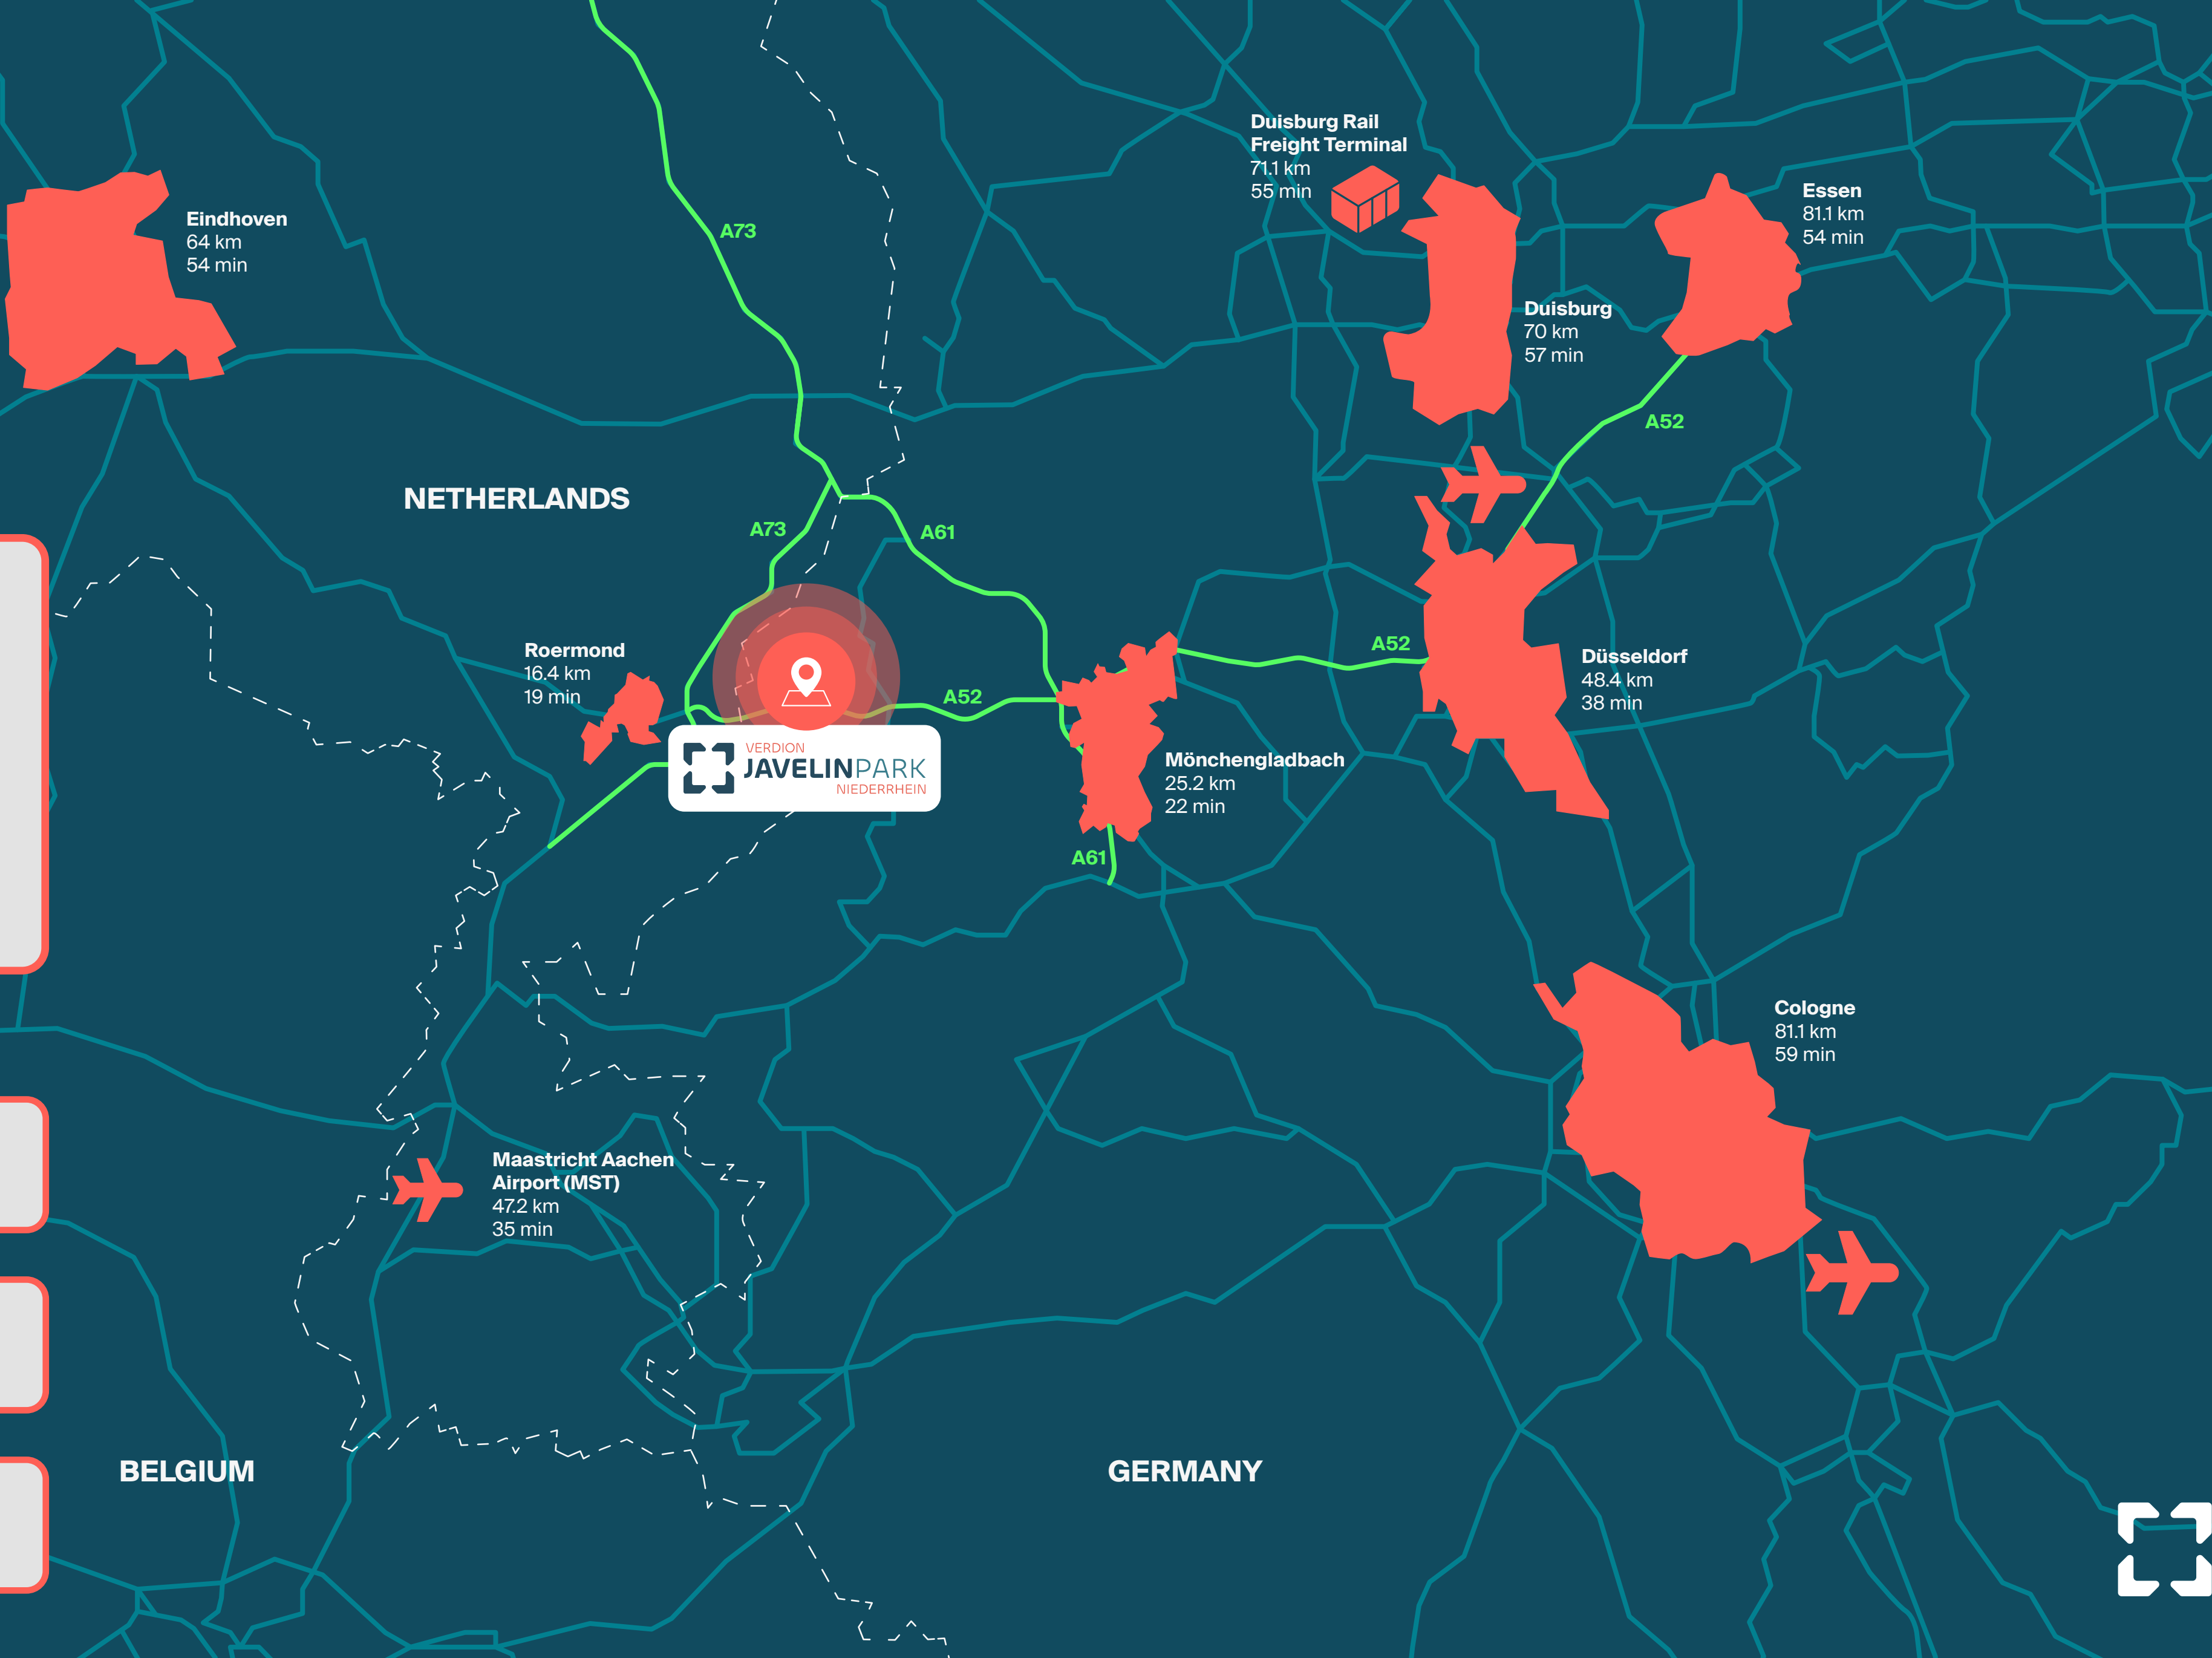 Duisburg Rail
Freight Terminal
71.1 km
55 min
Essen
81.1 km
54 min
Eindhoven
64 km
54 min
A73
Duisburg
70 km
57 min
A52
NETHERLANDS
A73
A61
Roermond
16.4 km
19 min
A52
A52
Düsseldorf
48.4 km
38 min
VERDION
JAVELINPARK
NIEDERRHEIN
Mönchengladbach
25.2 km
22 min
A61
Cologne
81.1 km
59 min
Maastricht Aachen
Airport (MST)
47.2 km
35 min
BELGIUM
GERMANY